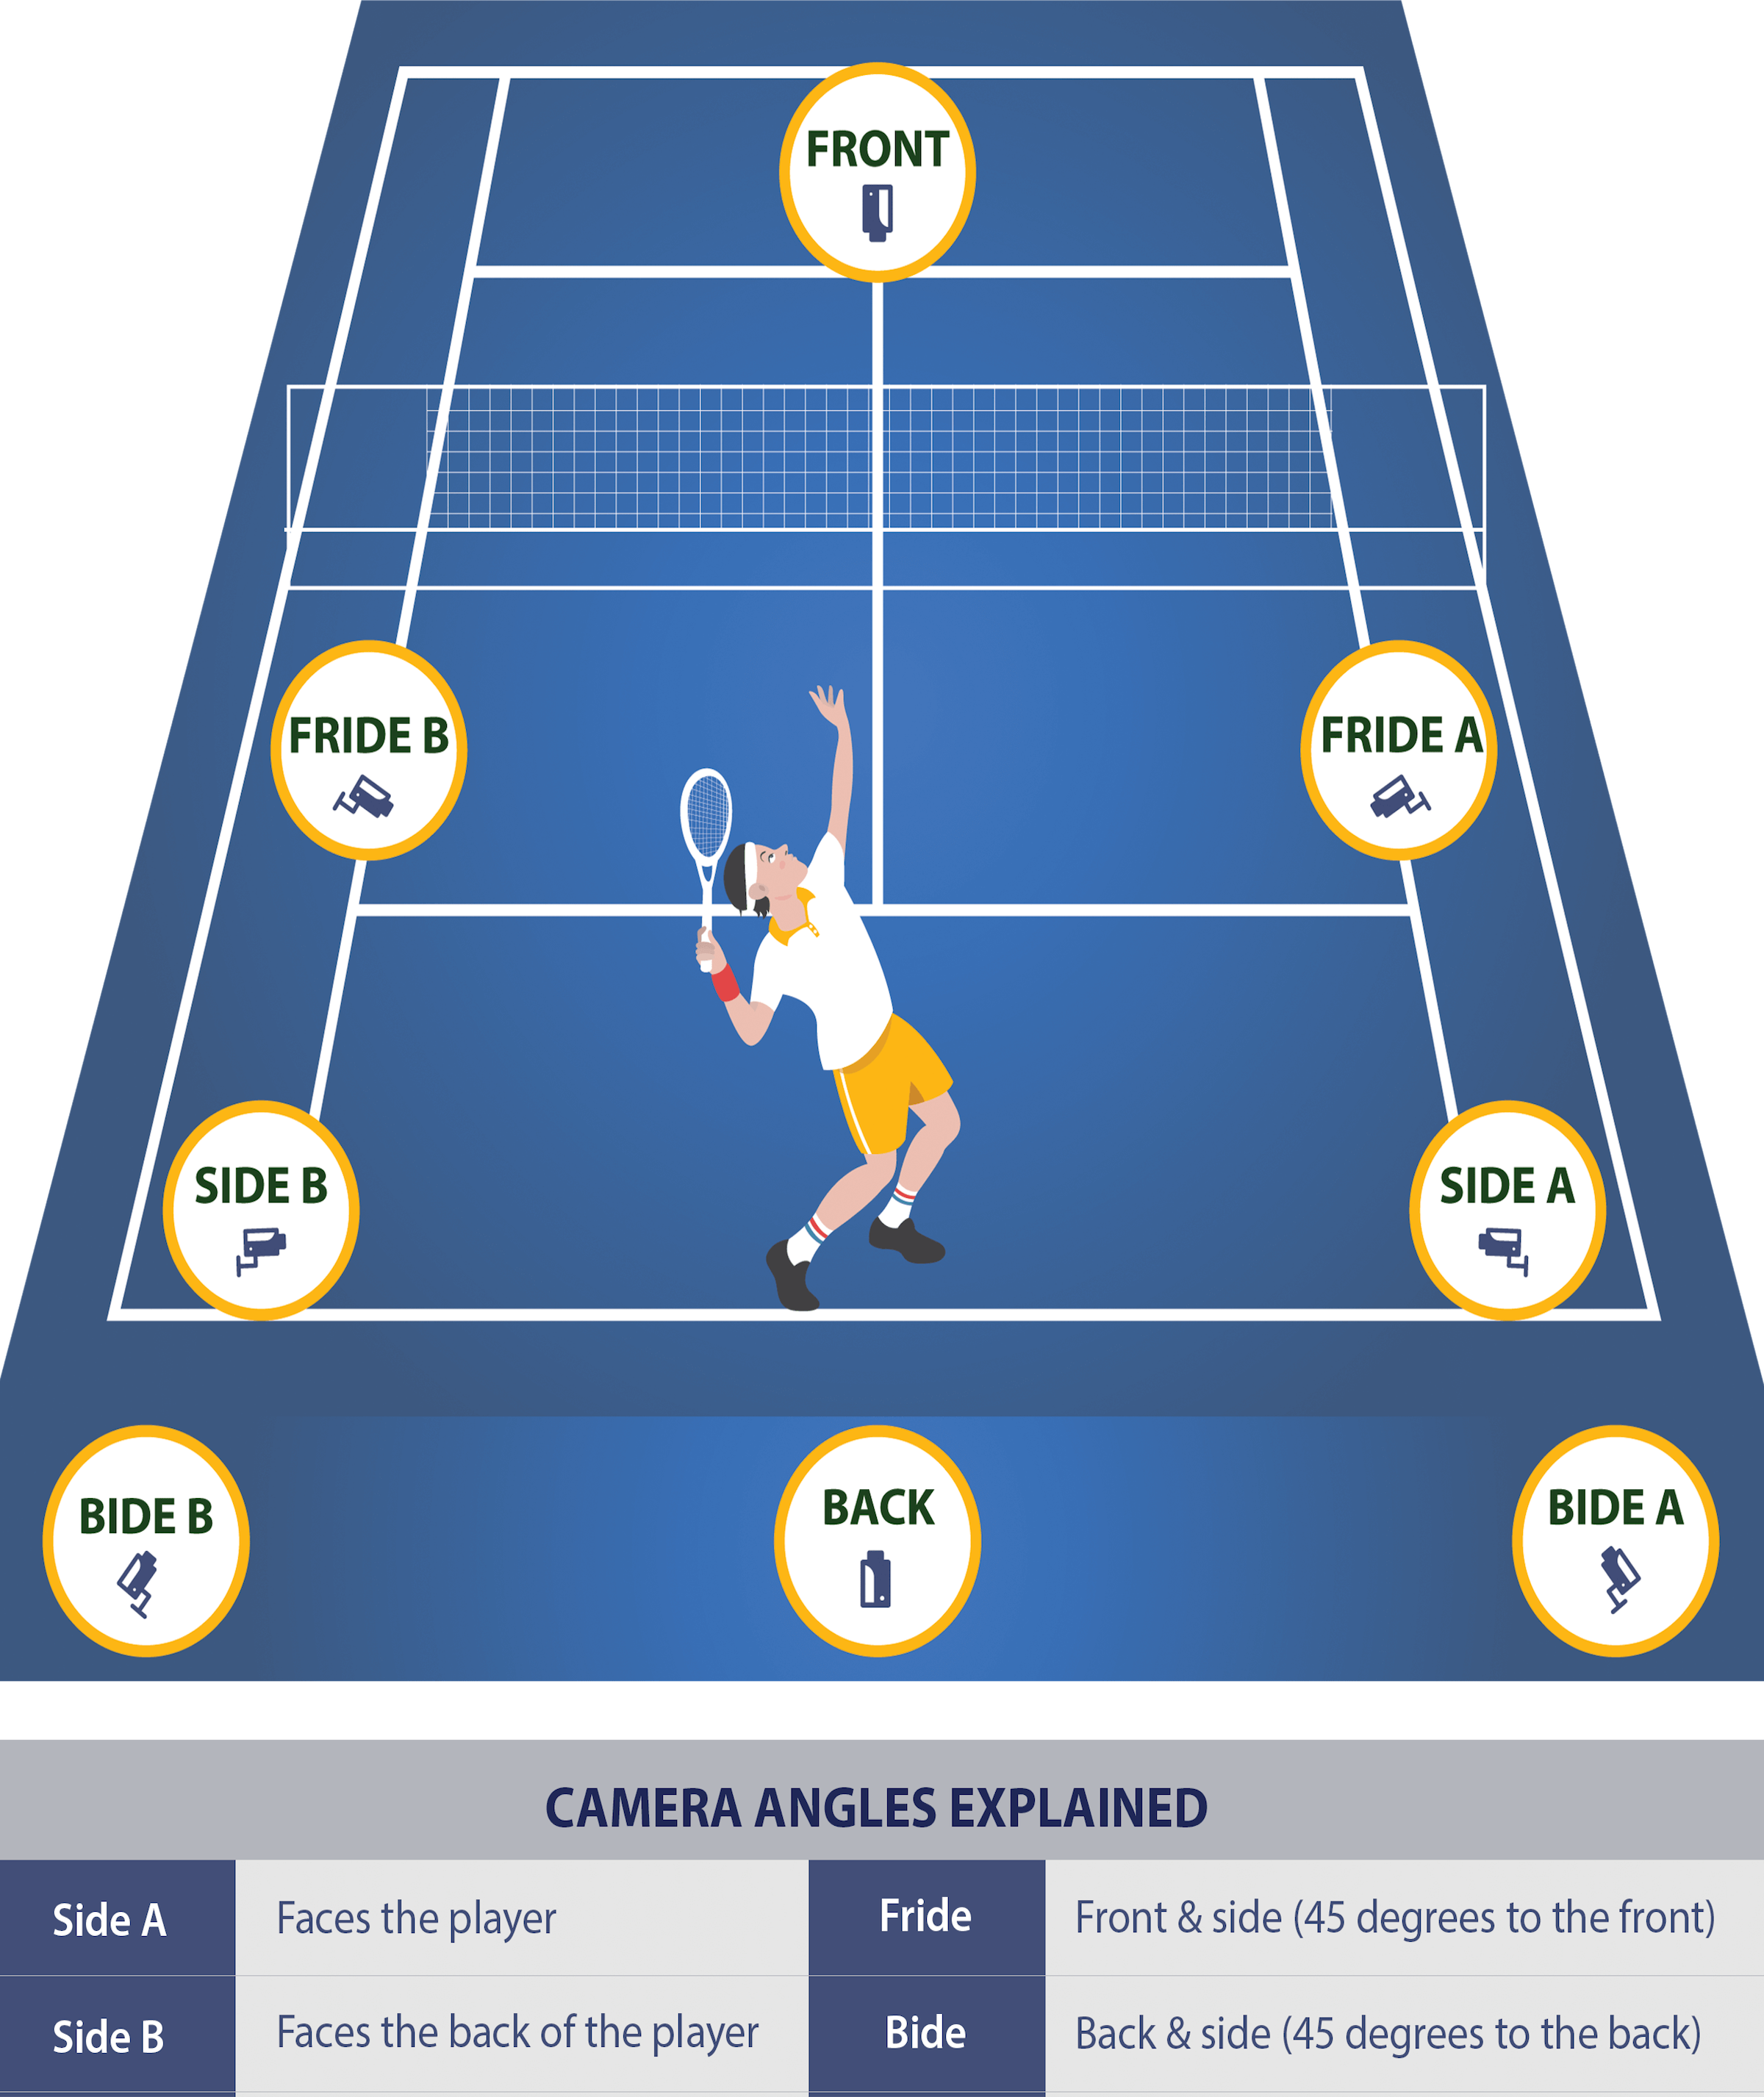 FRONT
FRIDE B
FRIDE A
SIDE B
SIDE A
BIDE B
BACK
BIDE A
CAMERA ANGLES EXPLAINED
Side A
Faces the player
Fride
Front & side (45 degrees to the front)
Side B
Faces the back of the player
Bide
Back & side (45 degrees to the back)